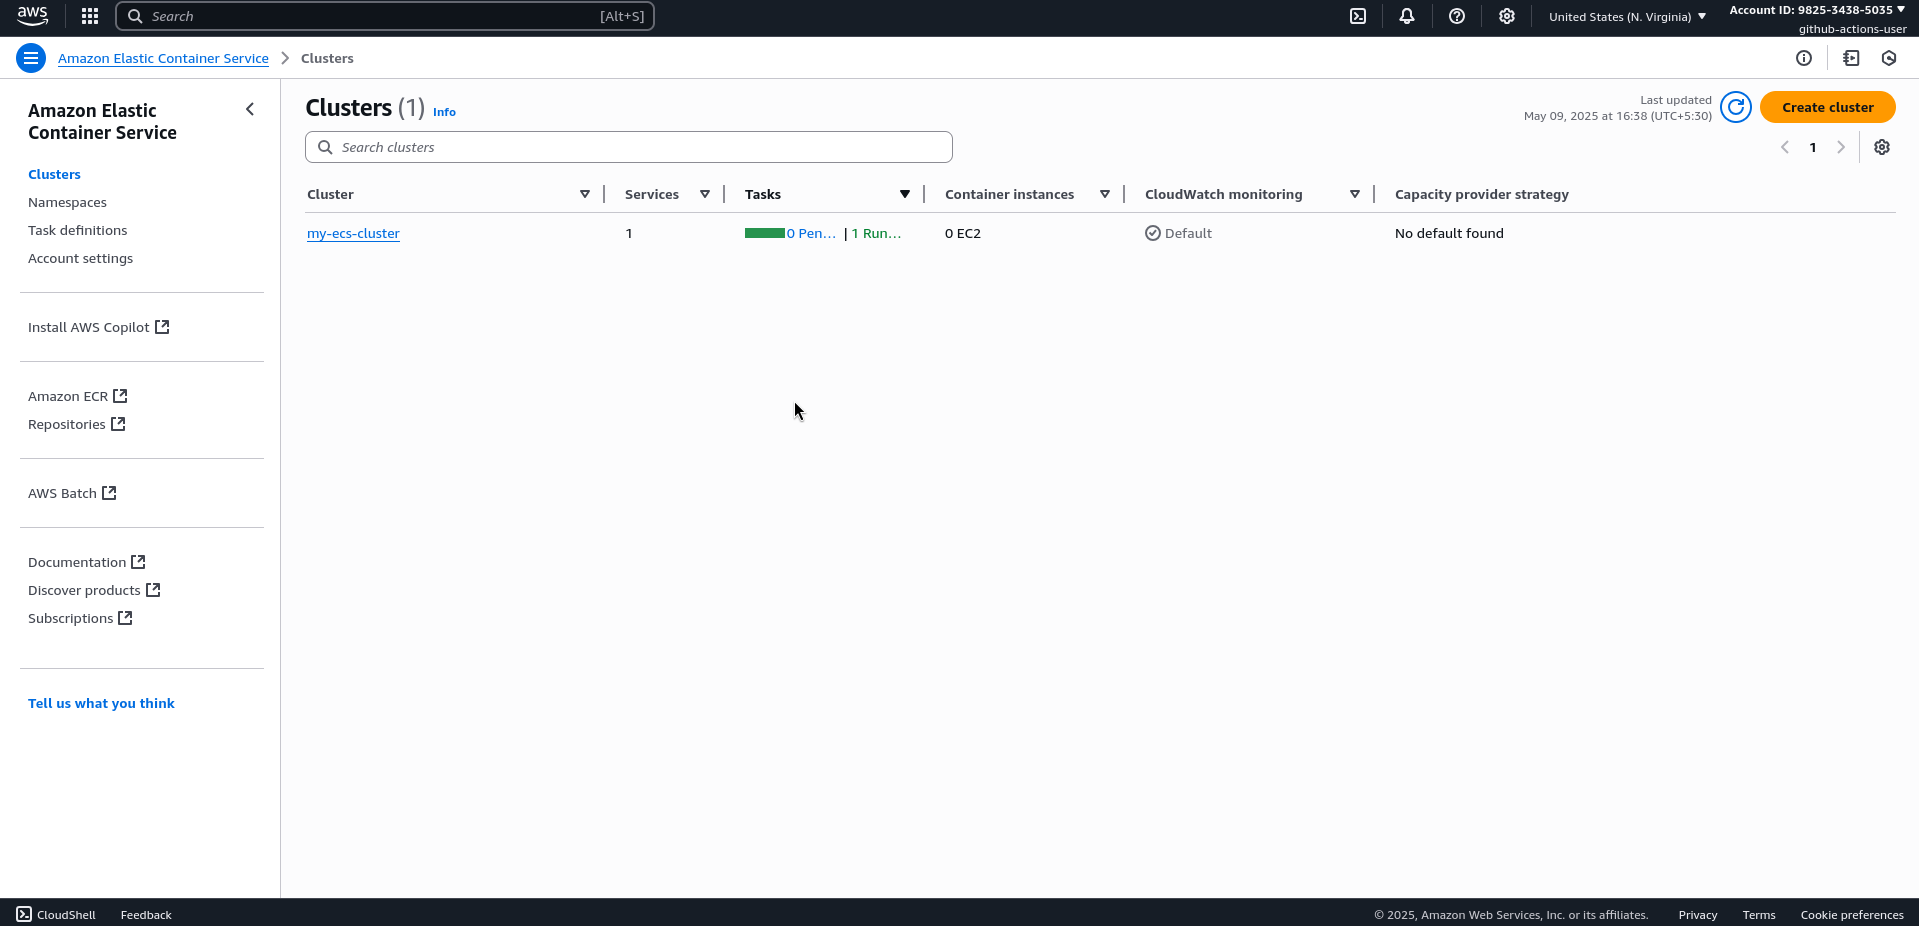 aws
Search [Alt+S]
United States (N. Virginia)
Account ID: 9825-3438-5035
github-actions-user
Amazon Elastic Container Service
Clusters
Amazon Elastic
Container Service
Clusters
Namespaces
Task definitions
Account settings
Install AWS Copilot
Amazon ECR
Repositories
AWS Batch
Documentation
Discover products
Subscriptions
Tell us what you think
Clusters (1) Info
Last updated
May 09, 2025 at 16:38 (UTC+5:30)
Create cluster
Search clusters
1
Cluster Services Tasks Container instances CloudWatch monitoring Capacity provider strategy
my-ecs-cluster 1 0 Pen... | 1 Run... 0 EC2 Default No default found
CloudShell Feedback © 2025, Amazon Web Services, Inc. or its affiliates. Privacy Terms Cookie preferences